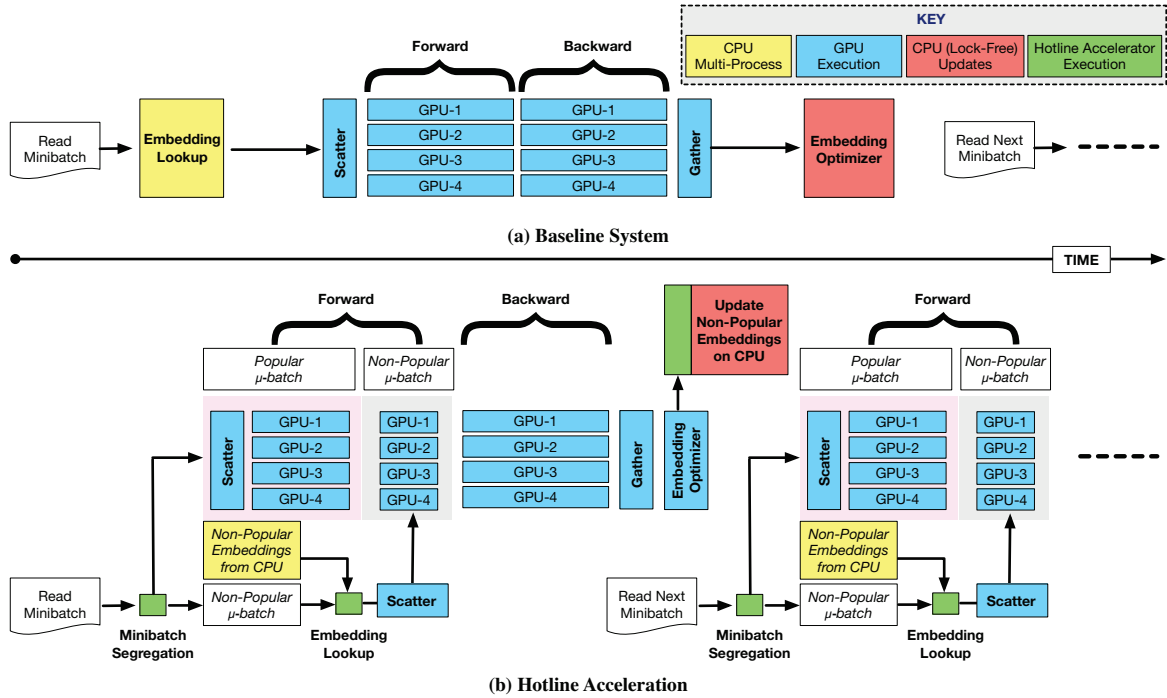 KEY
CPU
Multi-Process
GPU
Execution
CPU (Lock-Free)
Updates
Hotline Accelerator
Execution
Forward
Backward
Read
Minibatch
Embedding
Lookup
Scatter
GPU-1
GPU-2
GPU-3
GPU-4
GPU-1
GPU-2
GPU-3
GPU-4
Gather
Embedding
Optimizer
Read Next
Minibatch
(a) Baseline System
TIME
Forward
Backward
Update
Non-Popular
Embeddings
on CPU
Forward
Popular
μ-batch
Non-Popular
μ-batch
Scatter
GPU-1
GPU-2
GPU-3
GPU-4
GPU-1
GPU-2
GPU-3
GPU-4
GPU-1
GPU-2
GPU-3
GPU-4
Gather
Embedding
Optimizer
Popular
μ-batch
Non-Popular
μ-batch
Scatter
GPU-1
GPU-2
GPU-3
GPU-4
GPU-1
GPU-2
GPU-3
GPU-4
Non-Popular
Embeddings
from CPU
Read
Minibatch
Non-Popular
μ-batch
Scatter
Minibatch
Segregation
Embedding
Lookup
Non-Popular
Embeddings
from CPU
Read Next
Minibatch
Non-Popular
μ-batch
Scatter
Minibatch
Segregation
Embedding
Lookup
(b) Hotline Acceleration